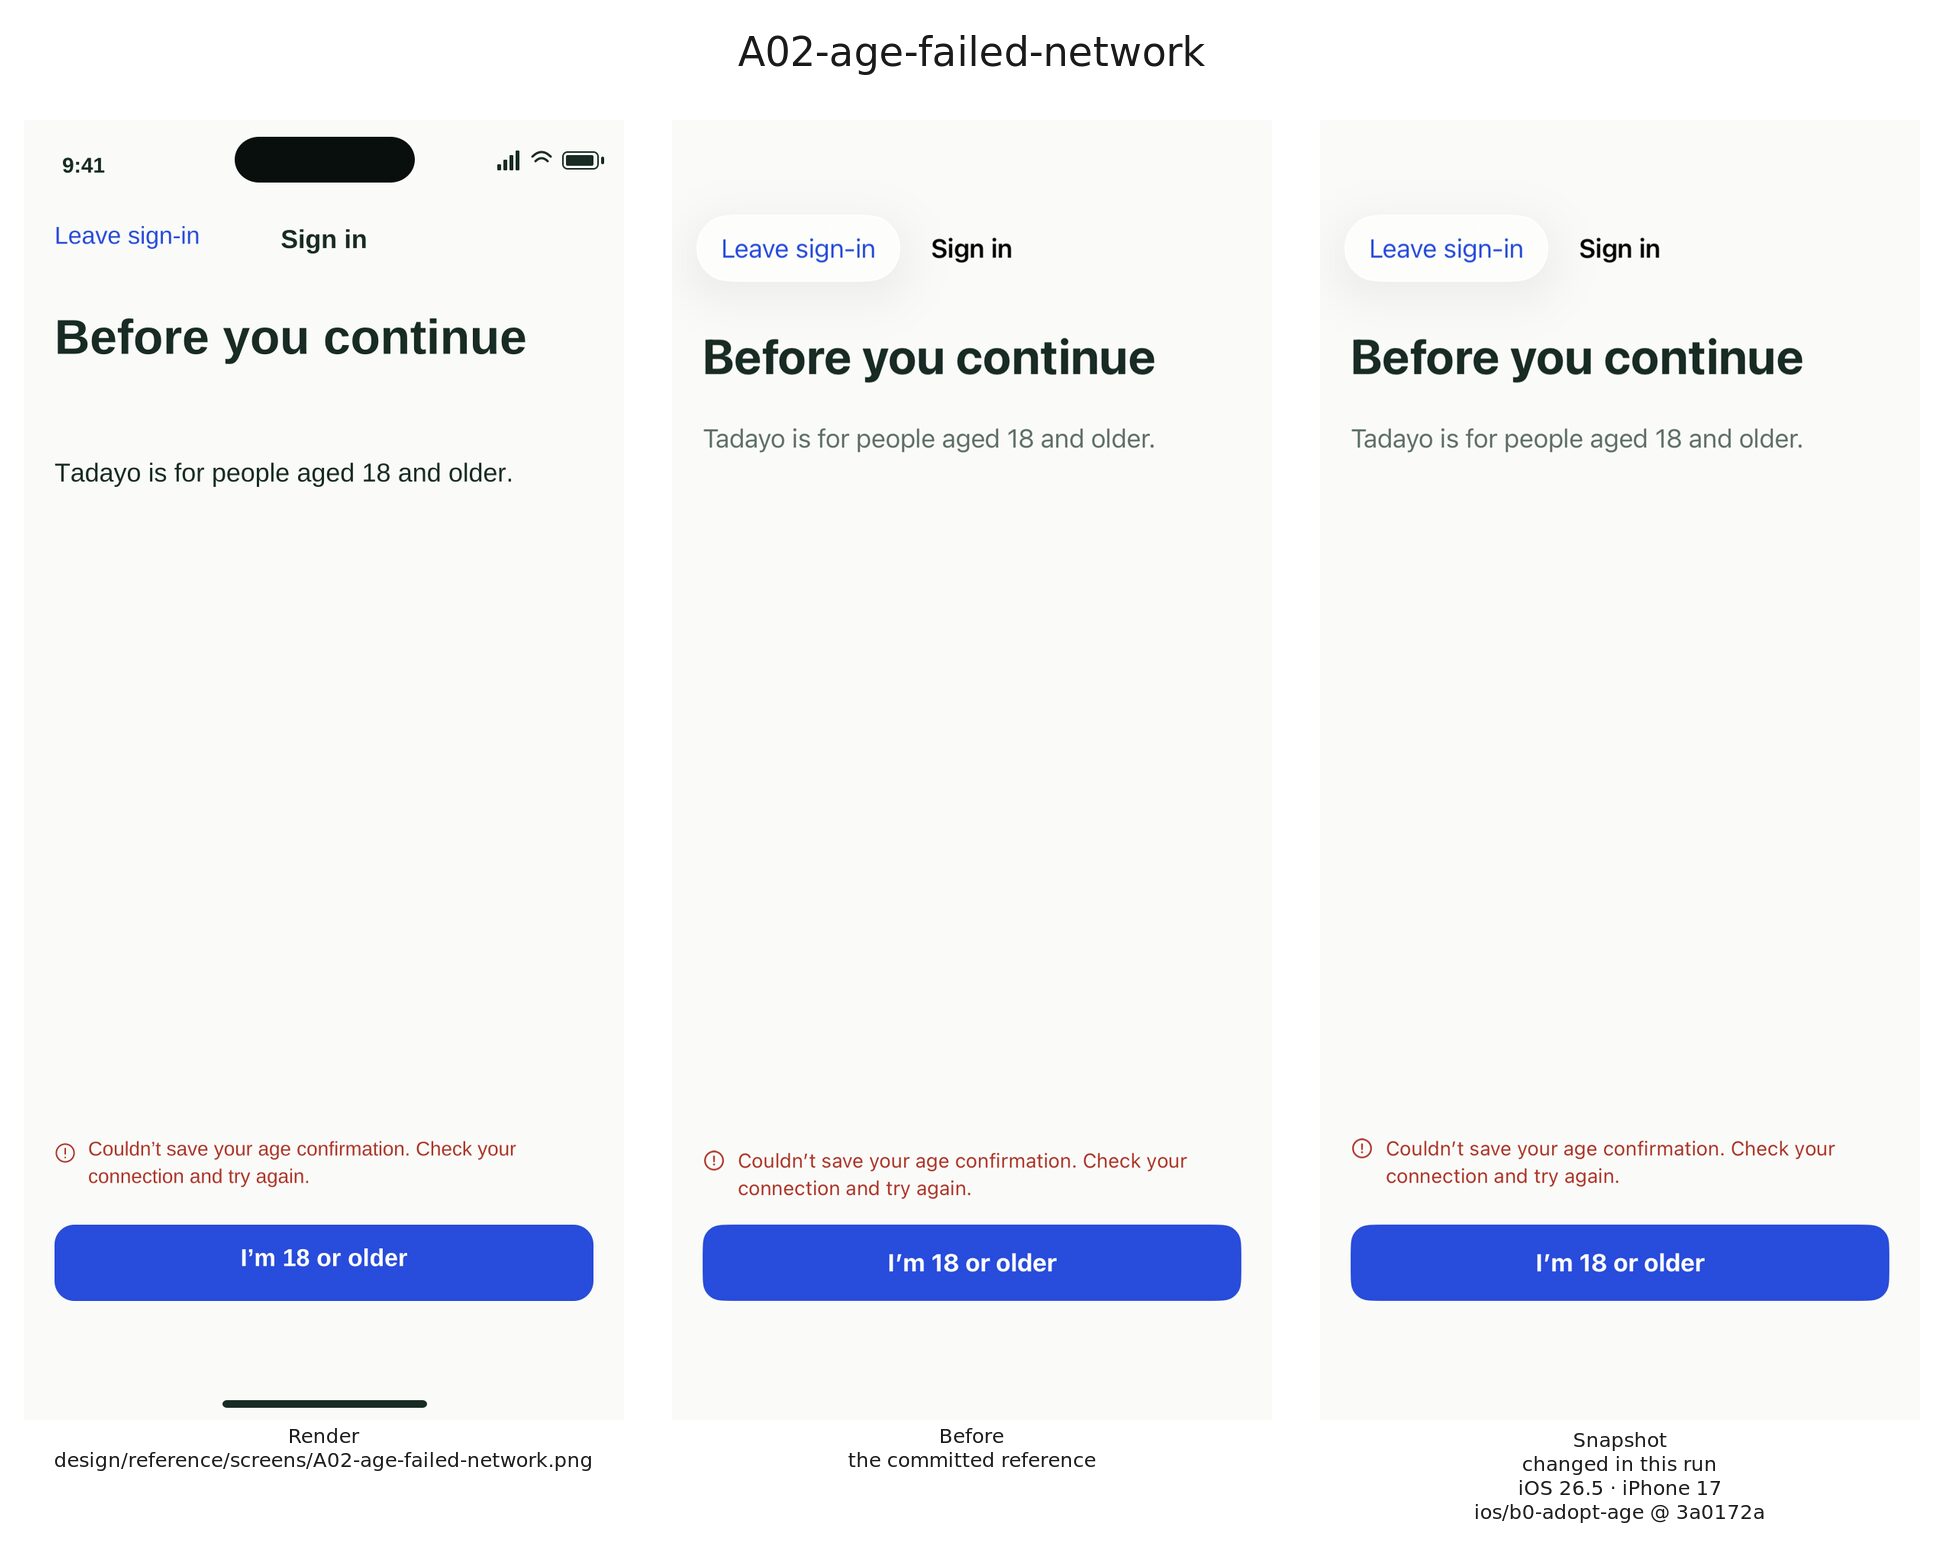 A02-age-failed-network
9:41
Leave sign-in
Sign in
Before you continue
Tadayo is for people aged 18 and older.
Couldn’t save your age confirmation. Check your
connection and try again.
I’m 18 or older
Render
design/reference/screens/A02-age-failed-network.png
Leave sign-in
Sign in
Before you continue
Tadayo is for people aged 18 and older.
Couldn’t save your age confirmation. Check your
connection and try again.
I’m 18 or older
Before
the committed reference
Leave sign-in
Sign in
Before you continue
Tadayo is for people aged 18 and older.
Couldn’t save your age confirmation. Check your
connection and try again.
I’m 18 or older
Snapshot
changed in this run
iOS 26.5 · iPhone 17
ios/b0-adopt-age @ 3a0172a